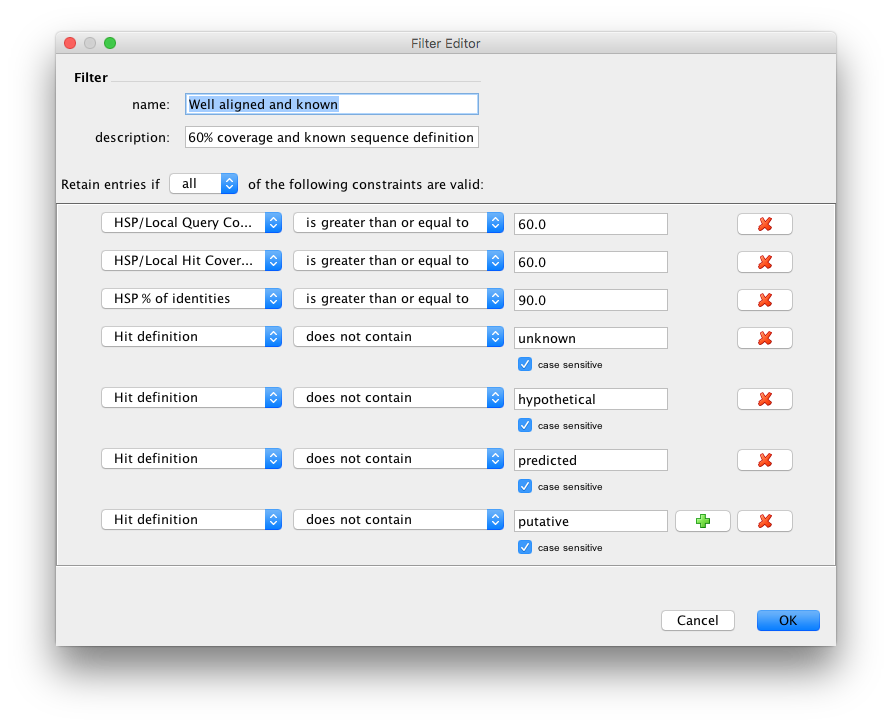 Filter Editor
Filter
name: Well aligned and known
description: 60% coverage and known sequence definition
Retain entries if all of the following constraints are valid:
HSP/Local Query Co... is greater than or equal to 60.0
HSP/Local Hit Cover... is greater than or equal to 60.0
HSP % of identities is greater than or equal to 90.0
Hit definition does not contain unknown
case sensitive
Hit definition does not contain hypothetical
case sensitive
Hit definition does not contain predicted
case sensitive
Hit definition does not contain putative
case sensitive
Cancel OK